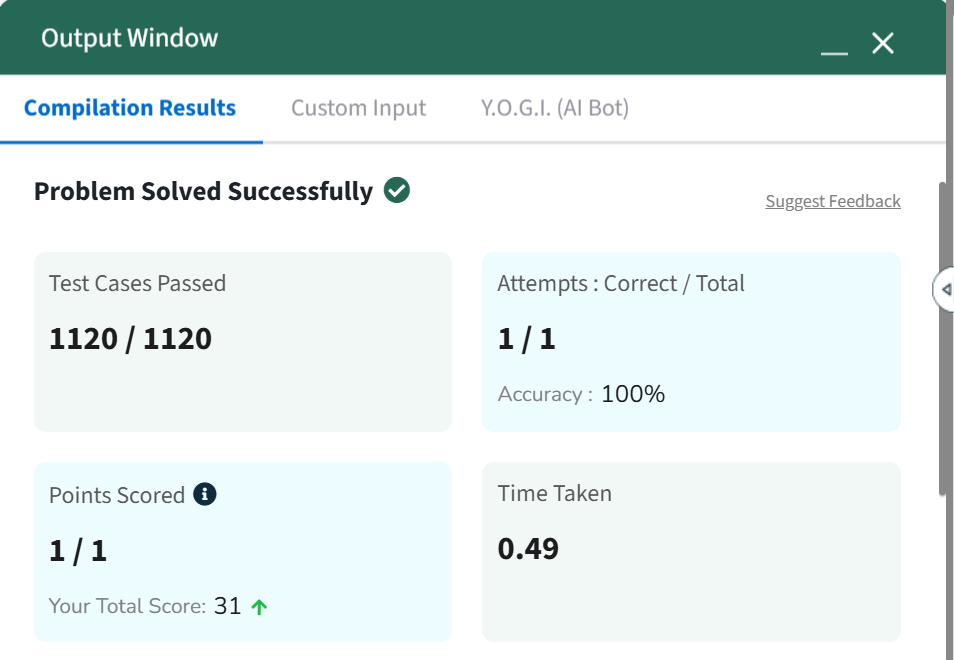 Output Window
Compilation Results Custom Input Y.O.G.I. (AI Bot)
Problem Solved Successfully
Suggest Feedback
Test Cases Passed
1120 / 1120
Attempts : Correct / Total
1 / 1
Accuracy : 100%
Points Scored
1 / 1
Your Total Score: 31
Time Taken
0.49